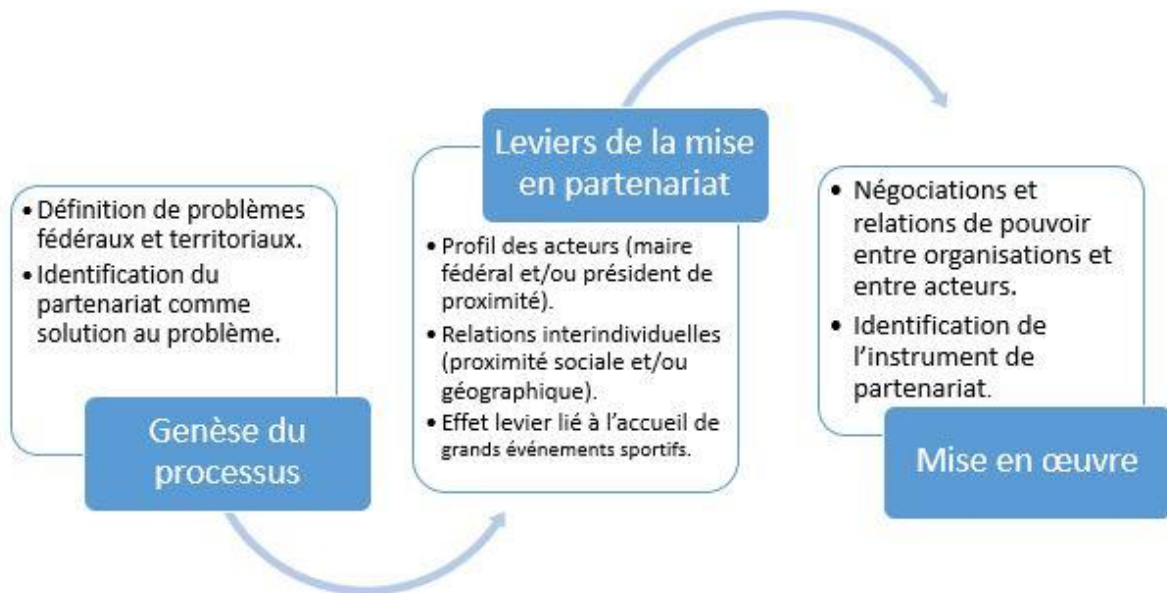 • Définition de problèmes
fédéraux et territoriaux.
• Identification du
partenariat comme
solution au problème.
Genèse du
processus
Leviers de la mise
en partenariat
• Profil des acteurs (maire
fédéral et/ou président de
proximité).
• Relations interindividuelles
(proximité sociale et/ou
géographique).
• Effet levier lié à l’accueil de
grands événements sportifs.
• Négociations et
relations de pouvoir
entre organisations et
entre acteurs.
• Identification de
l’instrument de
partenariat.
Mise en œuvre